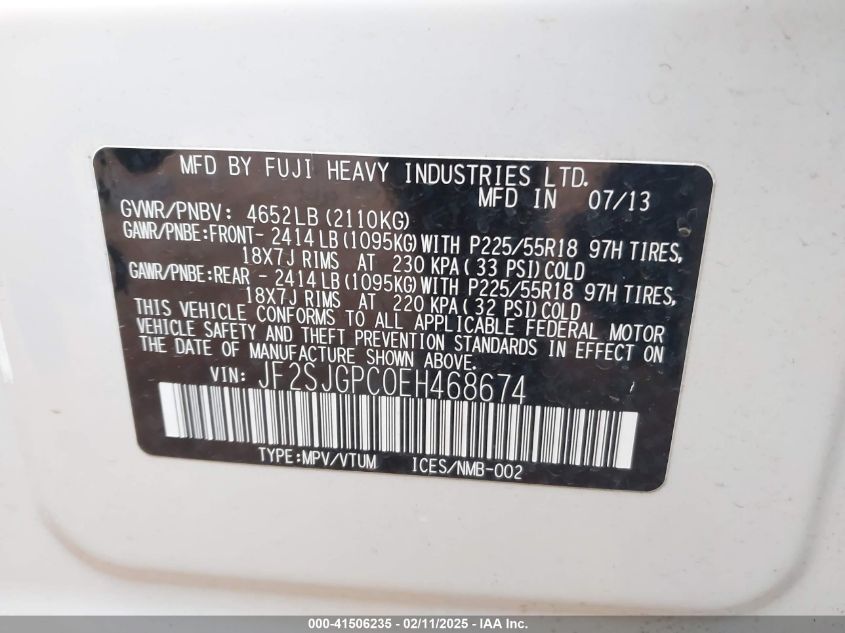 MFD BY FUJI HEAVY INDUSTRIES LTD.
MFD IN 07/13
GVWR/PNBV: 4652LB (2110KG)
GAWR/PNBE:FRONT- 2414LB (1095KG) WITH P225/55R18 97H TIRES,
18X7J RIMS AT 230 KPA ( 33 PSI) COLD
GAWR/PNBE:REAR - 2414LB (1095KG) WITH P225/55R18 97H TIRES,
18X7J RIMS AT 220 KPA ( 32 PSI) COLD
THIS VEHICLE CONFORMS TO ALL APPLICABLE FEDERAL MOTOR
VEHICLE SAFETY AND THEFT PREVENTION STANDARDS IN EFFECT ON
THE DATE OF MANUFACTURE SHOWN ABOVE.
VIN: JF2SJGPC0EH468674
TYPE:MPV/VTUM ICES/NMB-002
000-41506235 - 02/11/2025 - IAA Inc.